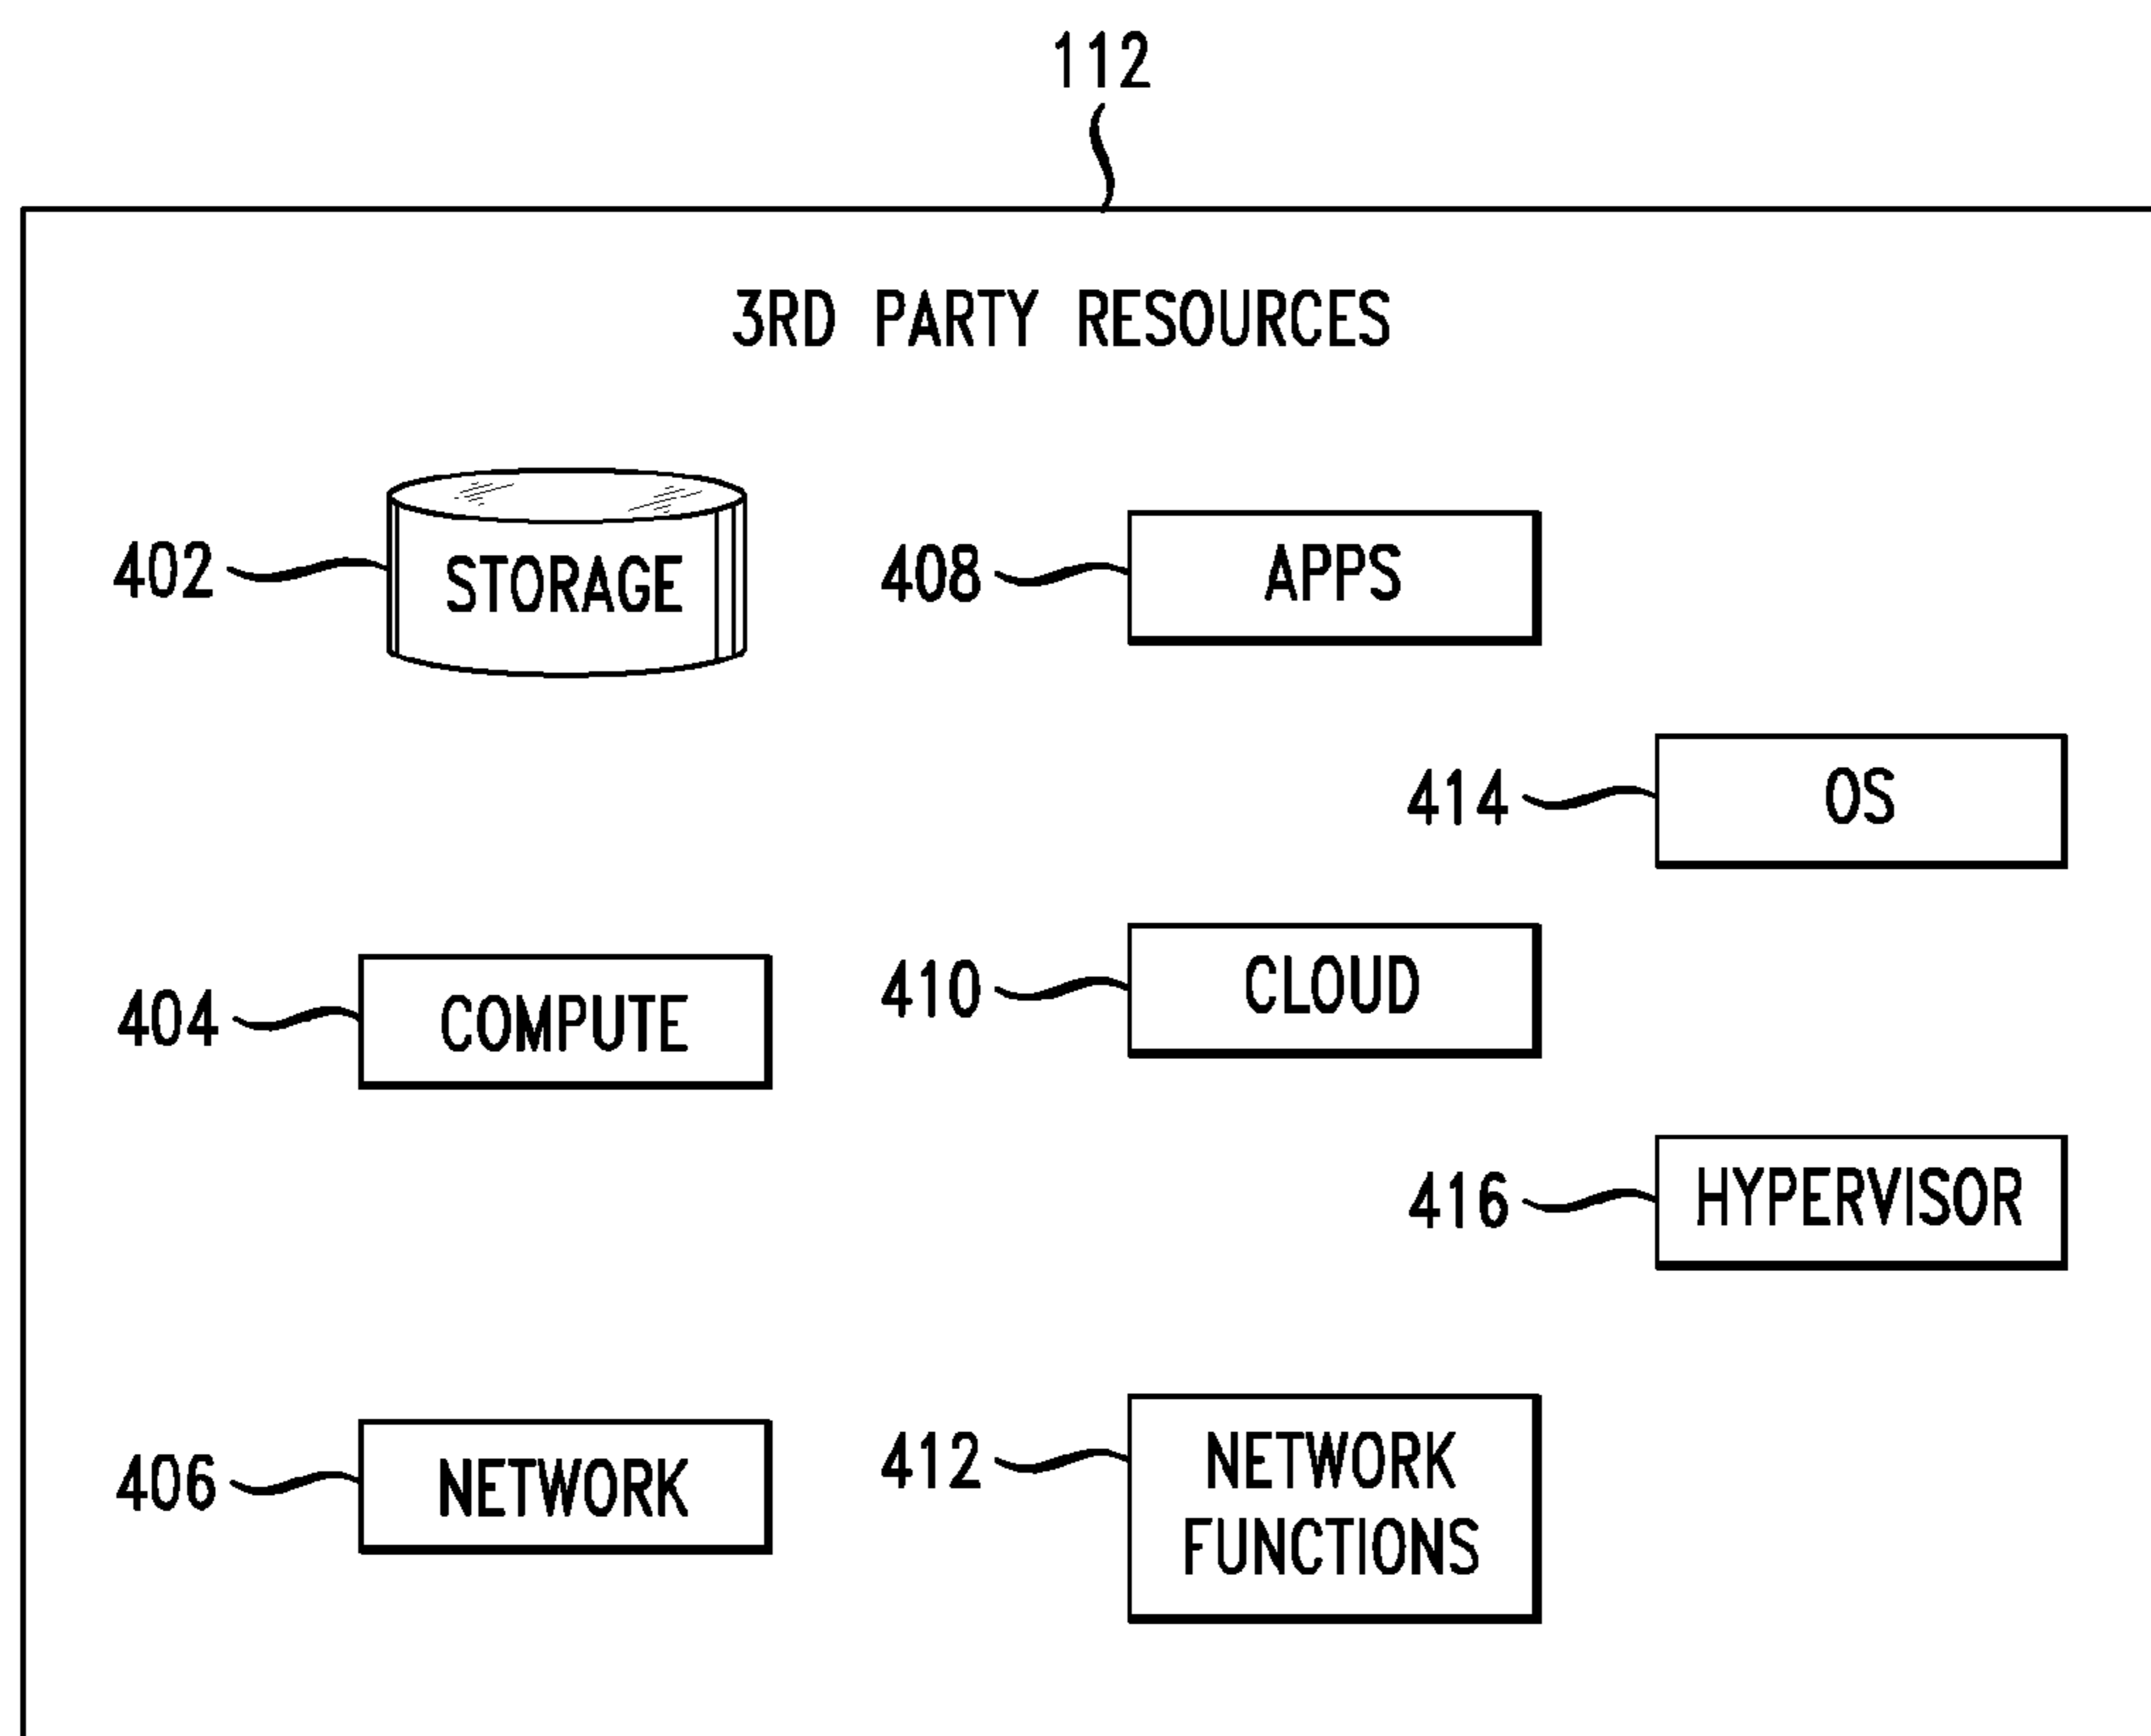 112
3RD PARTY RESOURCES
402
STORAGE
408
APPS
414
OS
404
COMPUTE
410
CLOUD
416
HYPERVISOR
406
NETWORK
412
NETWORK
FUNCTIONS